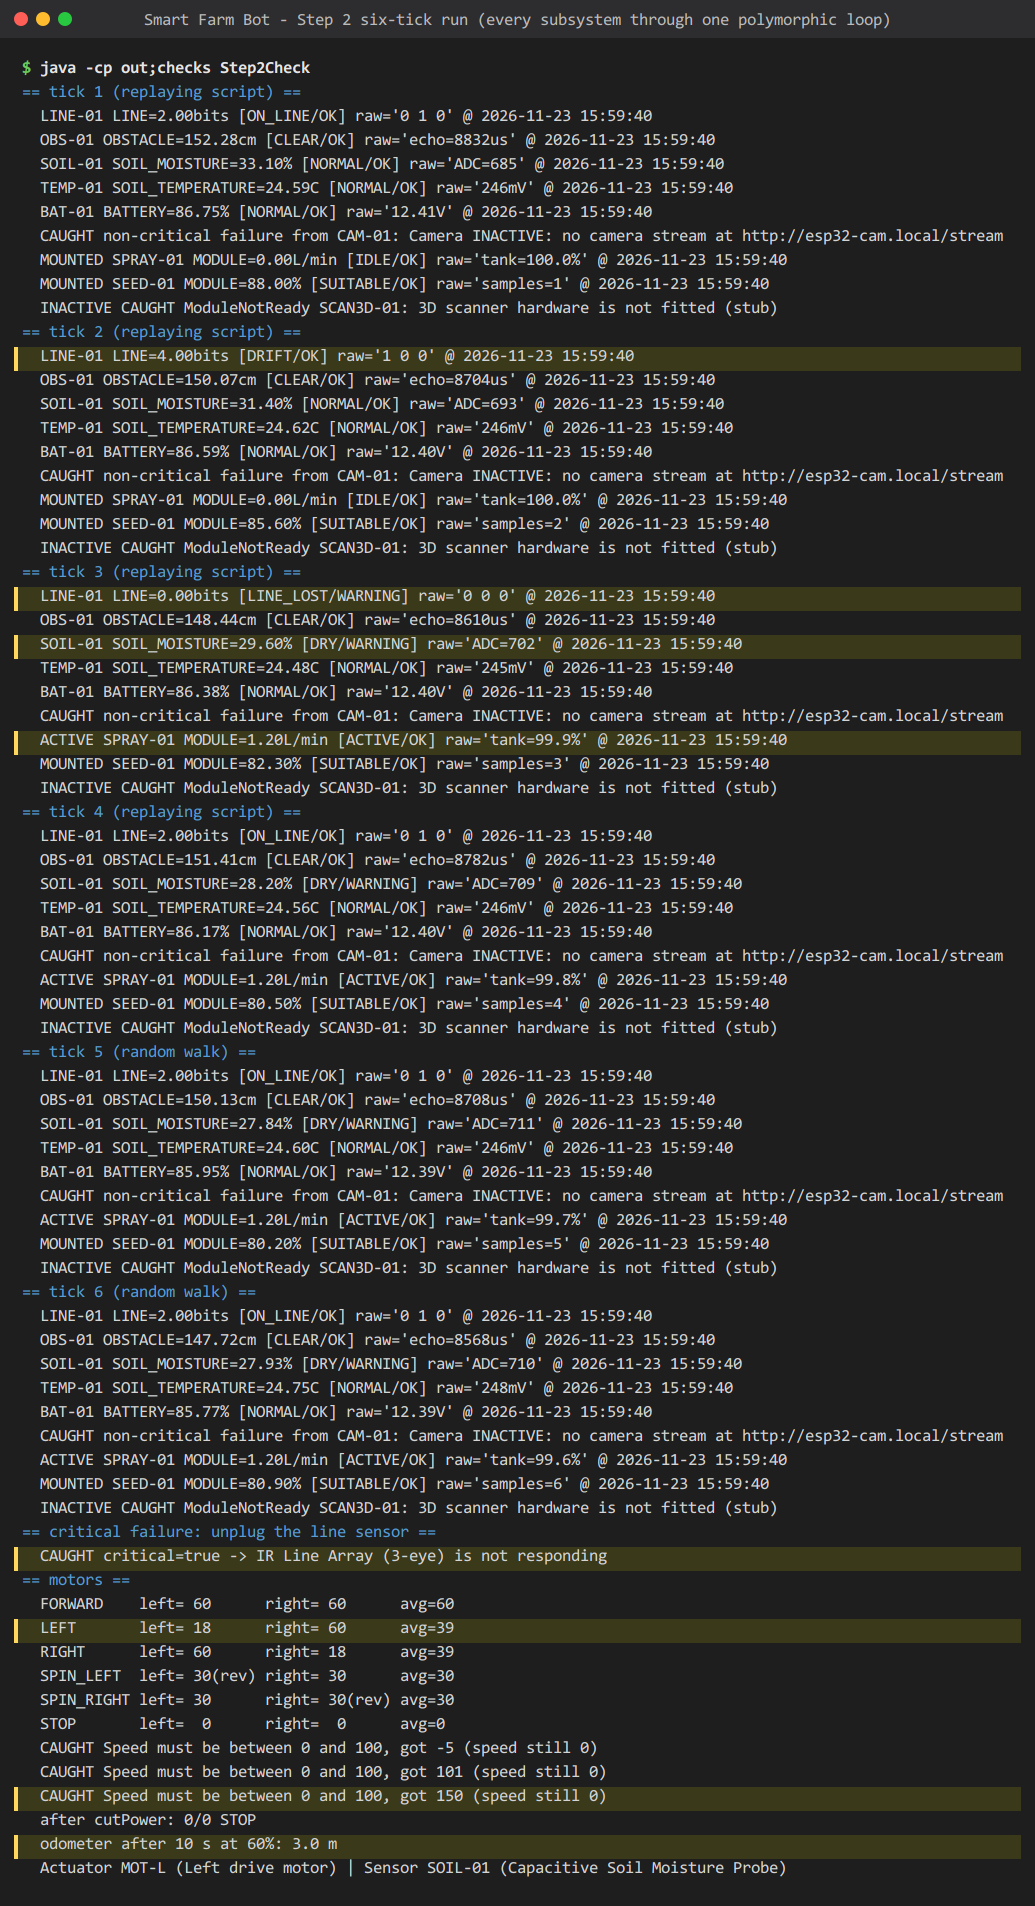 Smart Farm Bot - Step 2 six-tick run (every subsystem through one polymorphic loop)
$ java -cp out;checks Step2Check
== tick 1 (replaying script) ==
LINE-01 LINE=2.00bits [ON_LINE/OK] raw='0 1 0' @ 2026-11-23 15:59:40
OBS-01 OBSTACLE=152.28cm [CLEAR/OK] raw='echo=8832us' @ 2026-11-23 15:59:40
SOIL-01 SOIL_MOISTURE=33.10% [NORMAL/OK] raw='ADC=685' @ 2026-11-23 15:59:40
TEMP-01 SOIL_TEMPERATURE=24.59C [NORMAL/OK] raw='246mV' @ 2026-11-23 15:59:40
BAT-01 BATTERY=86.75% [NORMAL/OK] raw='12.41V' @ 2026-11-23 15:59:40
CAUGHT non-critical failure from CAM-01: Camera INACTIVE: no camera stream at http://esp32-cam.local/stream
MOUNTED SPRAY-01 MODULE=0.00L/min [IDLE/OK] raw='tank=100.0%' @ 2026-11-23 15:59:40
MOUNTED SEED-01 MODULE=88.00% [SUITABLE/OK] raw='samples=1' @ 2026-11-23 15:59:40
INACTIVE CAUGHT ModuleNotReady SCAN3D-01: 3D scanner hardware is not fitted (stub)
== tick 2 (replaying script) ==
LINE-01 LINE=4.00bits [DRIFT/OK] raw='1 0 0' @ 2026-11-23 15:59:40
OBS-01 OBSTACLE=150.07cm [CLEAR/OK] raw='echo=8704us' @ 2026-11-23 15:59:40
SOIL-01 SOIL_MOISTURE=31.40% [NORMAL/OK] raw='ADC=693' @ 2026-11-23 15:59:40
TEMP-01 SOIL_TEMPERATURE=24.62C [NORMAL/OK] raw='246mV' @ 2026-11-23 15:59:40
BAT-01 BATTERY=86.59% [NORMAL/OK] raw='12.40V' @ 2026-11-23 15:59:40
CAUGHT non-critical failure from CAM-01: Camera INACTIVE: no camera stream at http://esp32-cam.local/stream
MOUNTED SPRAY-01 MODULE=0.00L/min [IDLE/OK] raw='tank=100.0%' @ 2026-11-23 15:59:40
MOUNTED SEED-01 MODULE=85.60% [SUITABLE/OK] raw='samples=2' @ 2026-11-23 15:59:40
INACTIVE CAUGHT ModuleNotReady SCAN3D-01: 3D scanner hardware is not fitted (stub)
== tick 3 (replaying script) ==
LINE-01 LINE=0.00bits [LINE_LOST/WARNING] raw='0 0 0' @ 2026-11-23 15:59:40
OBS-01 OBSTACLE=148.44cm [CLEAR/OK] raw='echo=8610us' @ 2026-11-23 15:59:40
SOIL-01 SOIL_MOISTURE=29.60% [DRY/WARNING] raw='ADC=702' @ 2026-11-23 15:59:40
TEMP-01 SOIL_TEMPERATURE=24.48C [NORMAL/OK] raw='245mV' @ 2026-11-23 15:59:40
BAT-01 BATTERY=86.38% [NORMAL/OK] raw='12.40V' @ 2026-11-23 15:59:40
CAUGHT non-critical failure from CAM-01: Camera INACTIVE: no camera stream at http://esp32-cam.local/stream
ACTIVE SPRAY-01 MODULE=1.20L/min [ACTIVE/OK] raw='tank=99.9%' @ 2026-11-23 15:59:40
MOUNTED SEED-01 MODULE=82.30% [SUITABLE/OK] raw='samples=3' @ 2026-11-23 15:59:40
INACTIVE CAUGHT ModuleNotReady SCAN3D-01: 3D scanner hardware is not fitted (stub)
== tick 4 (replaying script) ==
LINE-01 LINE=2.00bits [ON_LINE/OK] raw='0 1 0' @ 2026-11-23 15:59:40
OBS-01 OBSTACLE=151.41cm [CLEAR/OK] raw='echo=8782us' @ 2026-11-23 15:59:40
SOIL-01 SOIL_MOISTURE=28.20% [DRY/WARNING] raw='ADC=709' @ 2026-11-23 15:59:40
TEMP-01 SOIL_TEMPERATURE=24.56C [NORMAL/OK] raw='246mV' @ 2026-11-23 15:59:40
BAT-01 BATTERY=86.17% [NORMAL/OK] raw='12.40V' @ 2026-11-23 15:59:40
CAUGHT non-critical failure from CAM-01: Camera INACTIVE: no camera stream at http://esp32-cam.local/stream
ACTIVE SPRAY-01 MODULE=1.20L/min [ACTIVE/OK] raw='tank=99.8%' @ 2026-11-23 15:59:40
MOUNTED SEED-01 MODULE=80.50% [SUITABLE/OK] raw='samples=4' @ 2026-11-23 15:59:40
INACTIVE CAUGHT ModuleNotReady SCAN3D-01: 3D scanner hardware is not fitted (stub)
== tick 5 (random walk) ==
LINE-01 LINE=2.00bits [ON_LINE/OK] raw='0 1 0' @ 2026-11-23 15:59:40
OBS-01 OBSTACLE=150.13cm [CLEAR/OK] raw='echo=8708us' @ 2026-11-23 15:59:40
SOIL-01 SOIL_MOISTURE=27.84% [DRY/WARNING] raw='ADC=711' @ 2026-11-23 15:59:40
TEMP-01 SOIL_TEMPERATURE=24.60C [NORMAL/OK] raw='246mV' @ 2026-11-23 15:59:40
BAT-01 BATTERY=85.95% [NORMAL/OK] raw='12.39V' @ 2026-11-23 15:59:40
CAUGHT non-critical failure from CAM-01: Camera INACTIVE: no camera stream at http://esp32-cam.local/stream
ACTIVE SPRAY-01 MODULE=1.20L/min [ACTIVE/OK] raw='tank=99.7%' @ 2026-11-23 15:59:40
MOUNTED SEED-01 MODULE=80.20% [SUITABLE/OK] raw='samples=5' @ 2026-11-23 15:59:40
INACTIVE CAUGHT ModuleNotReady SCAN3D-01: 3D scanner hardware is not fitted (stub)
== tick 6 (random walk) ==
LINE-01 LINE=2.00bits [ON_LINE/OK] raw='0 1 0' @ 2026-11-23 15:59:40
OBS-01 OBSTACLE=147.72cm [CLEAR/OK] raw='echo=8568us' @ 2026-11-23 15:59:40
SOIL-01 SOIL_MOISTURE=27.93% [DRY/WARNING] raw='ADC=710' @ 2026-11-23 15:59:40
TEMP-01 SOIL_TEMPERATURE=24.75C [NORMAL/OK] raw='248mV' @ 2026-11-23 15:59:40
BAT-01 BATTERY=85.77% [NORMAL/OK] raw='12.39V' @ 2026-11-23 15:59:40
CAUGHT non-critical failure from CAM-01: Camera INACTIVE: no camera stream at http://esp32-cam.local/stream
ACTIVE SPRAY-01 MODULE=1.20L/min [ACTIVE/OK] raw='tank=99.6%' @ 2026-11-23 15:59:40
MOUNTED SEED-01 MODULE=80.90% [SUITABLE/OK] raw='samples=6' @ 2026-11-23 15:59:40
INACTIVE CAUGHT ModuleNotReady SCAN3D-01: 3D scanner hardware is not fitted (stub)
== critical failure: unplug the line sensor ==
CAUGHT critical=true -> IR Line Array (3-eye) is not responding
== motors ==
FORWARD    left= 60      right= 60      avg=60
LEFT       left= 18      right= 60      avg=39
RIGHT      left= 60      right= 18      avg=39
SPIN_LEFT  left= 30(rev) right= 30      avg=30
SPIN_RIGHT left= 30      right= 30(rev) avg=30
STOP       left=  0      right=  0      avg=0
CAUGHT Speed must be between 0 and 100, got -5 (speed still 0)
CAUGHT Speed must be between 0 and 100, got 101 (speed still 0)
CAUGHT Speed must be between 0 and 100, got 150 (speed still 0)
after cutPower: 0/0 STOP
odometer after 10 s at 60%: 3.0 m
Actuator MOT-L (Left drive motor) | Sensor SOIL-01 (Capacitive Soil Moisture Probe)